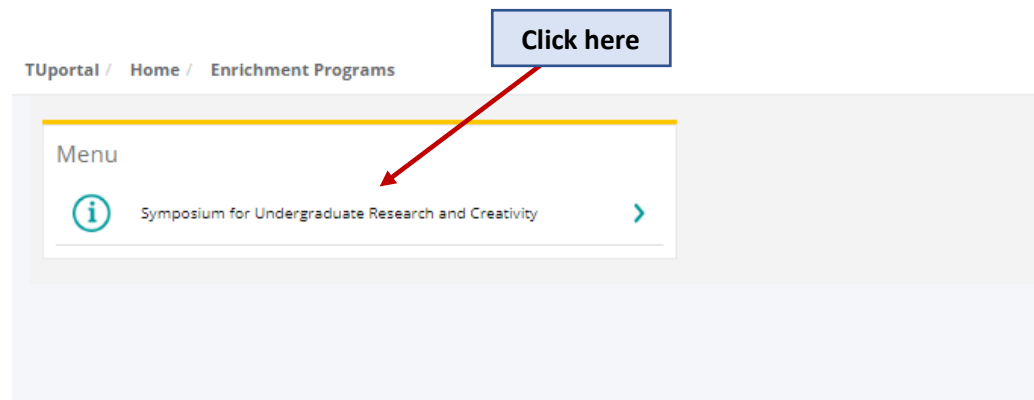 Click here
TUportal / Home / Enrichment Programs
Menu
Symposium for Undergraduate Research and Creativity